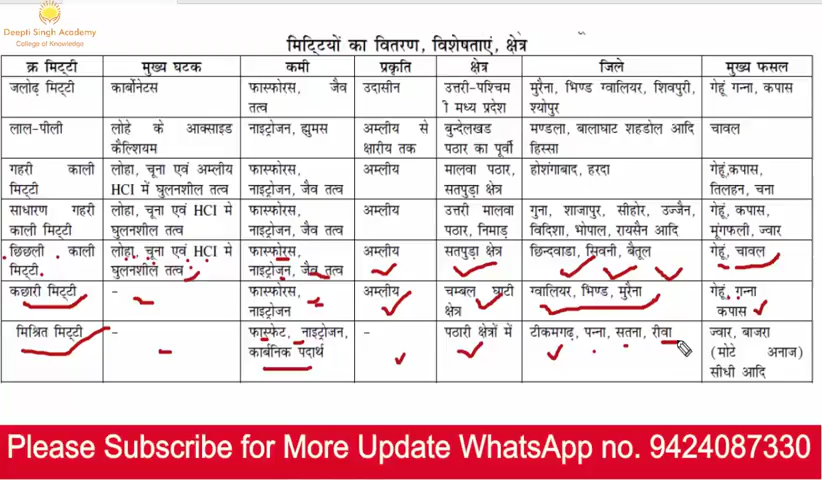 Deepti Singh Academy
College of Knowledge
मिट्टियों का वितरण, विशेषताएं, क्षेत्र
क्र मिट्टी मुख्य घटक कमी प्रकृति क्षेत्र जिले मुख्य फसल
जलोढ़ मिट्टी कार्बोनेटस फास्फोरस, जैव उदासीन उत्तरी-पश्चिम मुरैना, भिण्ड ग्वालियर, शिवपुरी, गेहूं गन्ना, कपास
तत्व ी मध्य प्रदेश श्योपुर
लाल-पीली लोहे के आक्साइड नाइट्रोजन, ह्युमस अम्लीय से बुन्देलखड मण्डला, बालाघाट शहडोल आदि चावल
कैल्शियम क्षारीय तक पठार का पूर्वी हिस्सा
गहरी काली लोहा, चूना एवं अम्लीय फास्फोरस, अम्लीय मालवा पठार, होशंगाबाद, हरदा गेहूं,कपास,
मिट्टी HCI में घुलनशील तत्व नाइट्रोजन, जैव तत्व सतपुड़ा क्षेत्र तिलहन, चना
साधारण गहरी लोहा, चूना एवं HCI मे फास्फोरस, अम्लीय उत्तरी मालवा गुना, शाजापुर, सीहोर, उज्जैन, गेहूं, कपास,
काली मिट्टी घुलनशील तत्व नाइट्रोजन, जैव तत्व पठार, निमाड़ विदिशा, भोपाल, रायसैन आदि मूंगफली, ज्वार
छिछली काली लोहा, चूना एवं HCI मे फास्फोरस, अम्लीय सतपुड़ा क्षेत्र छिन्दवाडा, सिवनी, बैतूल गेहूं, चावल
मिट्टी घुलनशील तत्व नाइट्रोजन, जैव तत्व
कछारी मिट्टी - फास्फोरस, अम्लीय चम्बल घाटी ग्वालियर, भिण्ड, मुरैना गेहूं, गन्ना
नाइट्रोजन क्षेत्र कपास
मिश्रित मिट्टी - फास्फेट, नाइट्रोजन, - पठारी क्षेत्रों में टीकमगढ़, पन्ना, सतना, रीवा ज्वार, बाजरा
कार्बनिक पदार्थ (मोटे अनाज)
सीधी आदि
Please Subscribe for More Update WhatsApp no. 9424087330